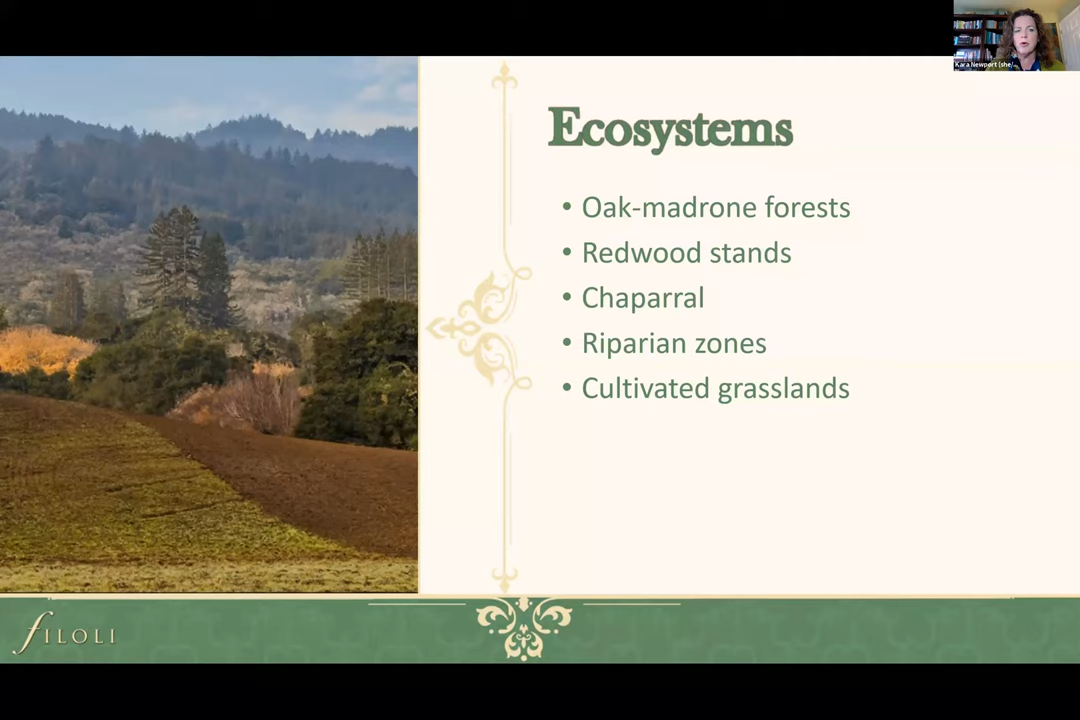 Kara Newport (she/...
Ecosystems
• Oak-madrone forests
• Redwood stands
• Chaparral
• Riparian zones
• Cultivated grasslands
FILOLI